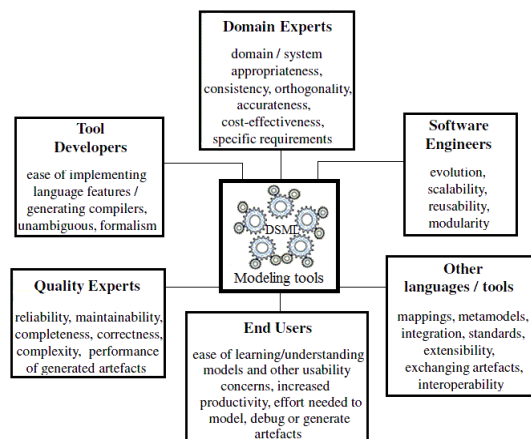 Domain Experts
domain / system
appropriateness,
consistency, orthogonality,
accurateness,
cost-effectiveness,
specific requirements
Tool
Developers
ease of implementing
language features /
generating compilers,
unambiguous, formalism
Software
Engineers
evolution,
scalability,
reusability,
modularity
DSML
Modeling tools
Quality Experts
reliability, maintainability,
completeness, correctness,
complexity, performance
of generated artefacts
End Users
ease of learning/understanding
models and other usability
concerns, increased
productivity, effort needed to
model, debug or generate
artefacts
Other
languages / tools
mappings, metamodels,
integration, standards,
extensibility,
exchanging artefacts,
interoperability